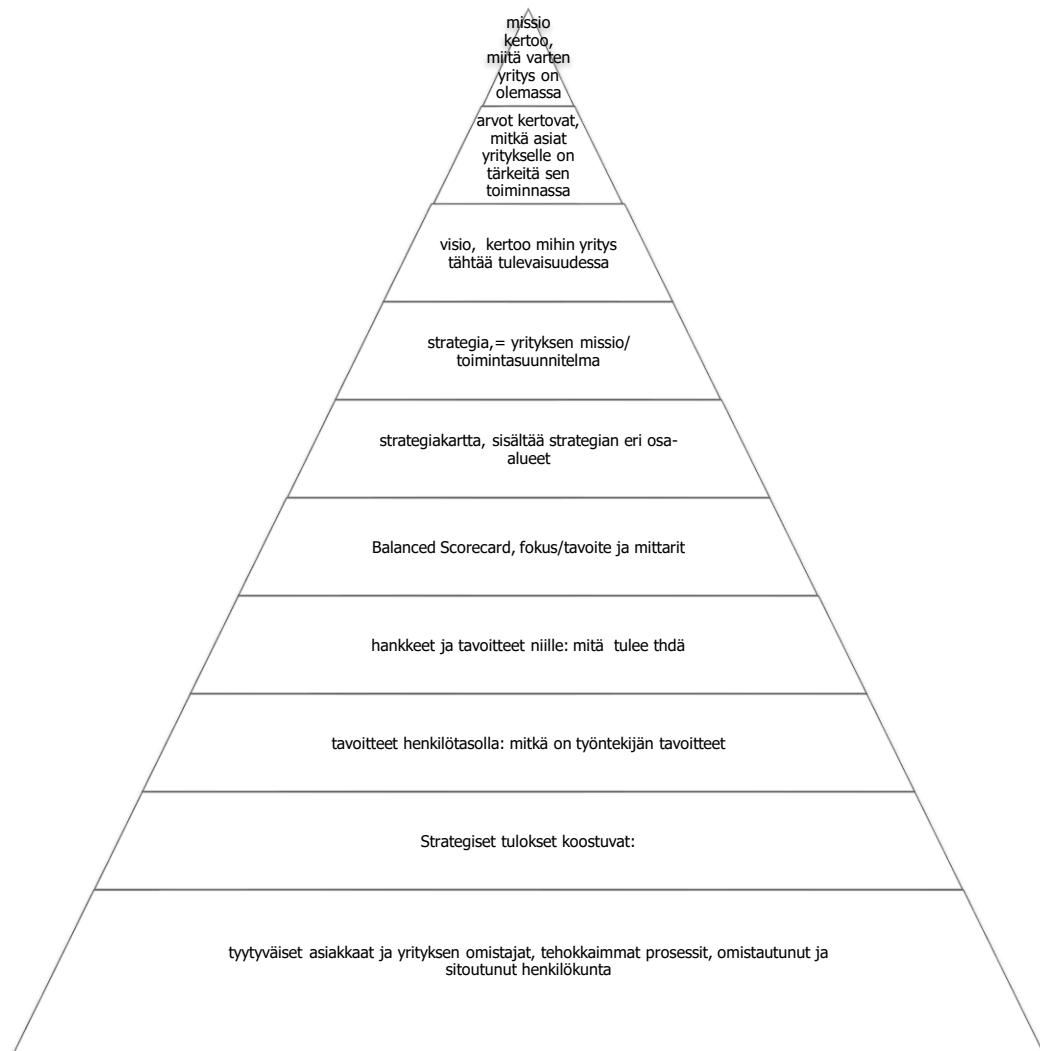 missio
kertoo,
miitä varten
yritys on
olemassa
arvot kertovat,
mitkä asiat
yritykselle on
tärkeitä sen
toiminnassa
visio,  kertoo mihin yritys
tähtää tulevaisuudessa
strategia,= yrityksen missio/
toimintasuunnitelma
strategiakartta, sisältää strategian eri osa-
alueet
Balanced Scorecard, fokus/tavoite ja mittarit
hankkeet ja tavoitteet niille: mitä  tulee thdä
tavoitteet henkilötasolla: mitkä on työntekijän tavoitteet
Strategiset tulokset koostuvat:
tyytyväiset asiakkaat ja yrityksen omistajat, tehokkaimmat prosessit, omistautunut ja
sitoutunut henkilökunta